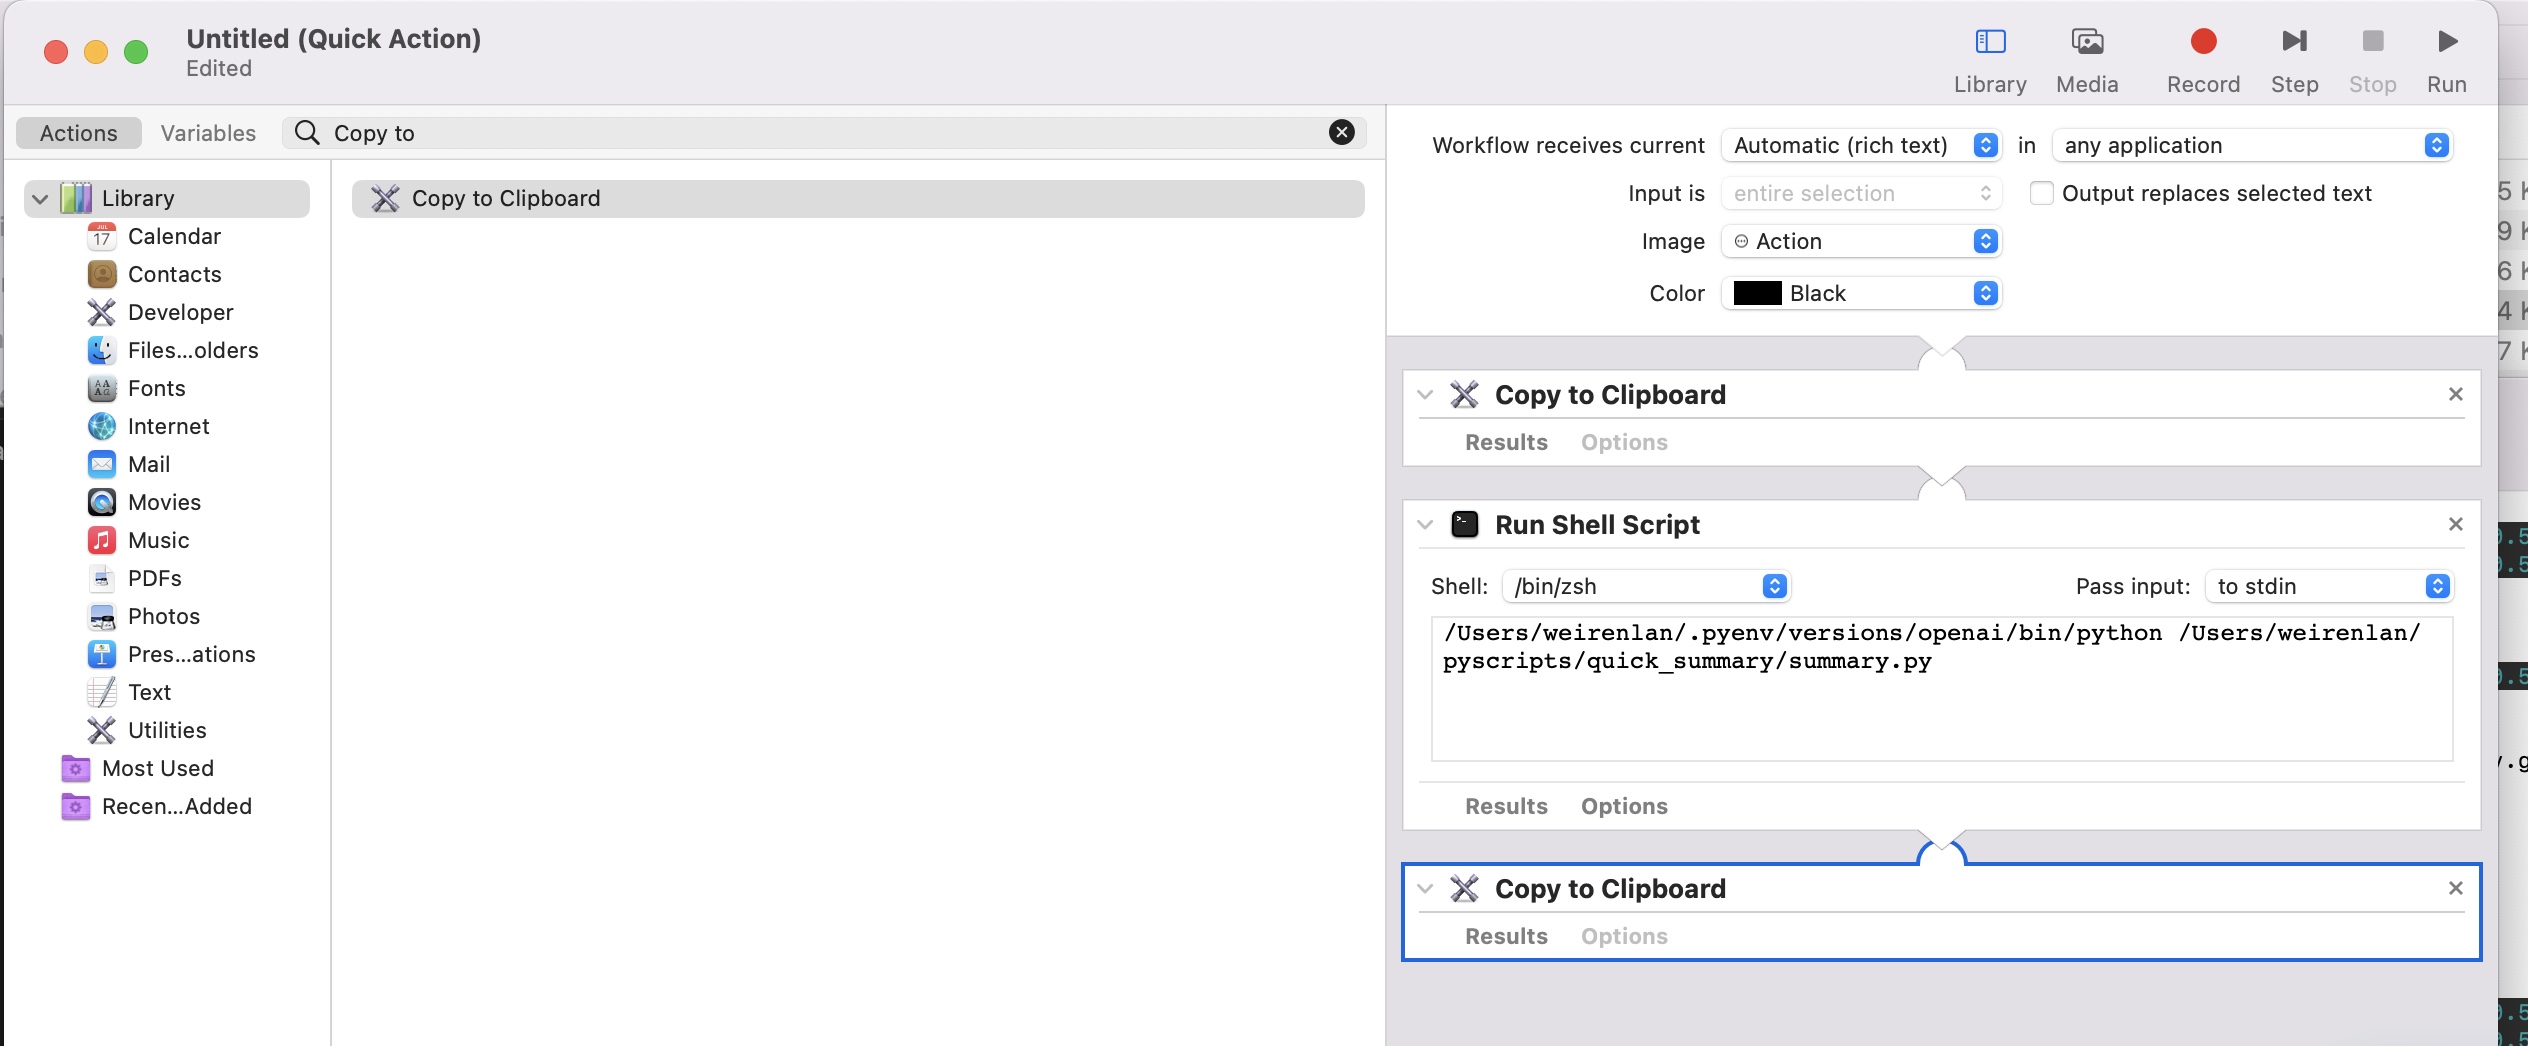 Untitled (Quick Action)
Edited
Library
Media
Record
Step
Stop
Run
Actions
Variables
Copy to
Library
JUL
17
Calendar
Contacts
Developer
Files...olders
Fonts
Internet
Mail
Movies
Music
PDFs
Photos
Pres...ations
Text
Utilities
Most Used
Recen...Added
Copy to Clipboard
Workflow receives current Automatic (rich text) in any application
Input is entire selection Output replaces selected text
Image Action
Color Black
Copy to Clipboard
Results Options
Run Shell Script
Shell: /bin/zsh Pass input: to stdin
/Users/weirenlan/.pyenv/versions/openai/bin/python /Users/weirenlan/
pyscripts/quick_summary/summary.py
Results Options
Copy to Clipboard
Results Options